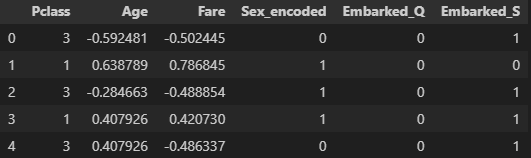 Pclass Age Fare Sex_encoded Embarked_Q Embarked_S
0 3 -0.592481 -0.502445 0 0 1
1 1 0.638789 0.786845 1 0 0
2 3 -0.284663 -0.488854 1 0 1
3 1 0.407926 0.420730 1 0 1
4 3 0.407926 -0.486337 0 0 1